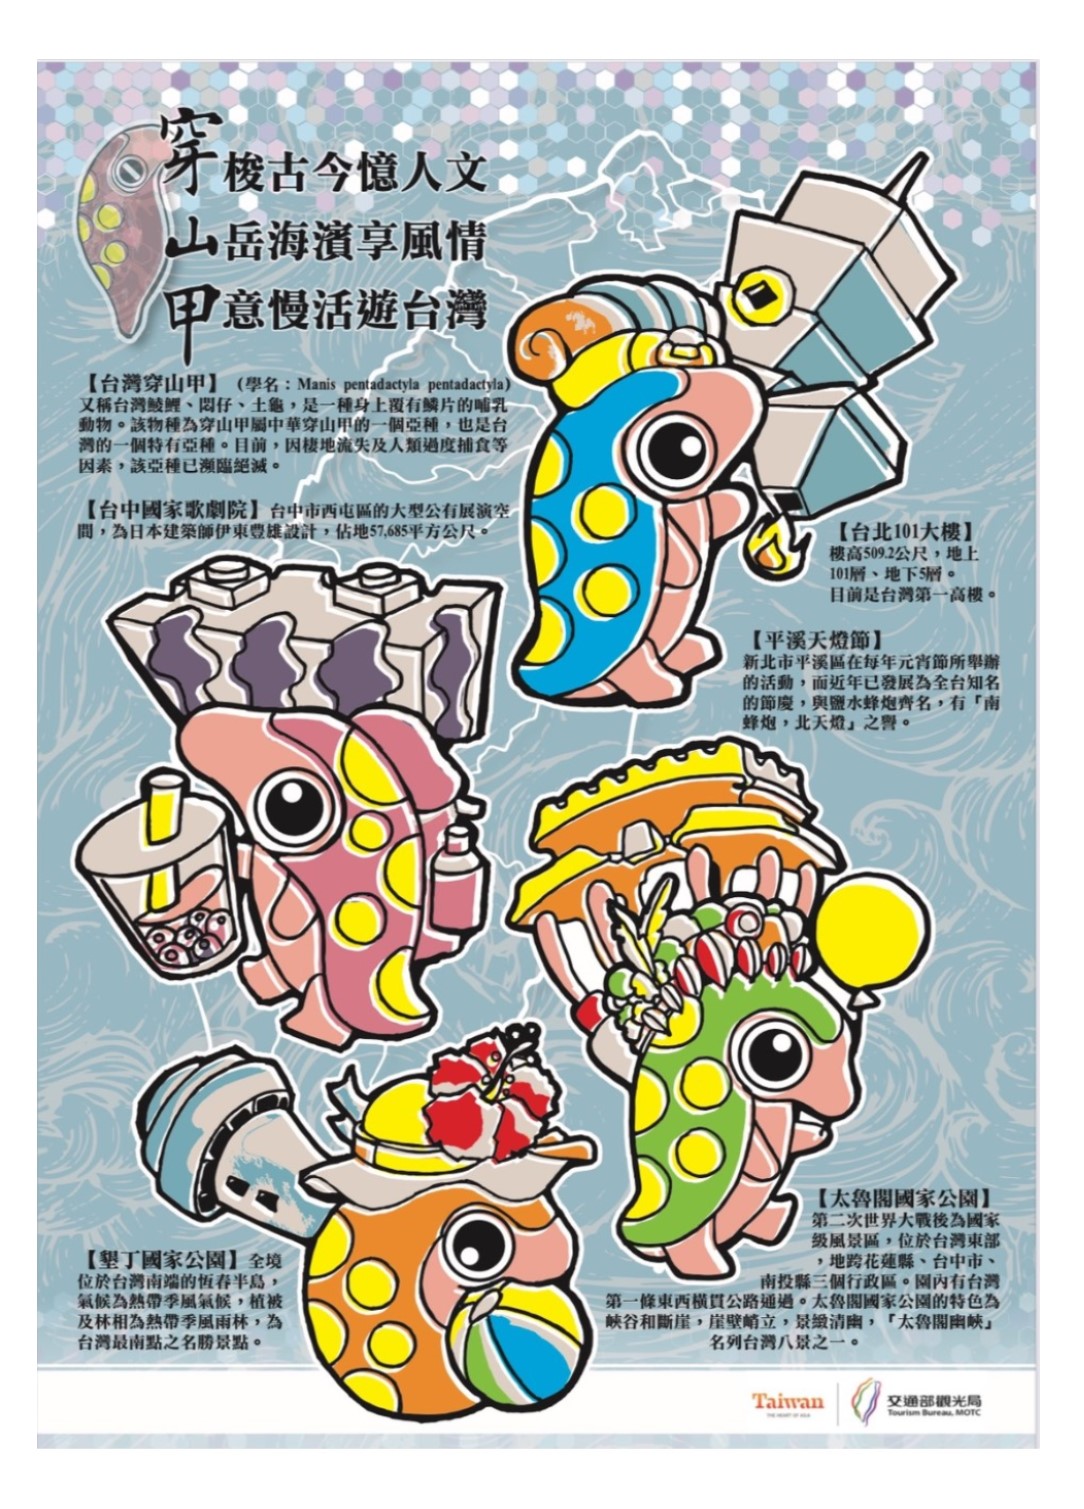 穿梭古今憶人文
山岳海濱享風情
甲意慢活遊台灣
【台灣穿山甲】（學名：Manis pentadactyla pentadactyla）
又稱台灣鯪鯉、悶仔、土龜，是一種身上覆有鱗片的哺乳
動物。該物種為穿山甲屬中華穿山甲的一個亞種，也是台
灣的一個特有亞種。目前，因棲地流失及人類過度捕食等
因素，該亞種已瀕臨絕滅。
【台中國家歌劇院】台中市西屯區的大型公有展演空
間，為日本建築師伊東豊雄設計，佔地57,685平方公尺。
【台北101大樓】
樓高509.2公尺，地上
101層、地下5層。
目前是台灣第一高樓。
【平溪天燈節】
新北市平溪區在每年元宵節所舉辦
的活動，而近年已發展為全台知名
的節慶，與鹽水蜂炮齊名，有「南
蜂炮，北天燈」之譽。
【墾丁國家公園】全境
位於台灣南端的恆春半島，
氣候為熱帶季風氣候，植被
及林相為熱帶季風雨林，為
台灣最南點之名勝景點。
【太魯閣國家公園】
第二次世界大戰後為國家
級風景區，位於台灣東部
，地跨花蓮縣、台中市、
南投縣三個行政區。園內有台灣
第一條東西橫貫公路通過。太魯閣國家公園的特色為
峽谷和斷崖，崖壁峭立，景緻清幽，「太魯閣幽峽」
名列台灣八景之一。
Taiwan
THE HEART OF ASIA
交通部觀光局
Tourism Bureau, MOTC